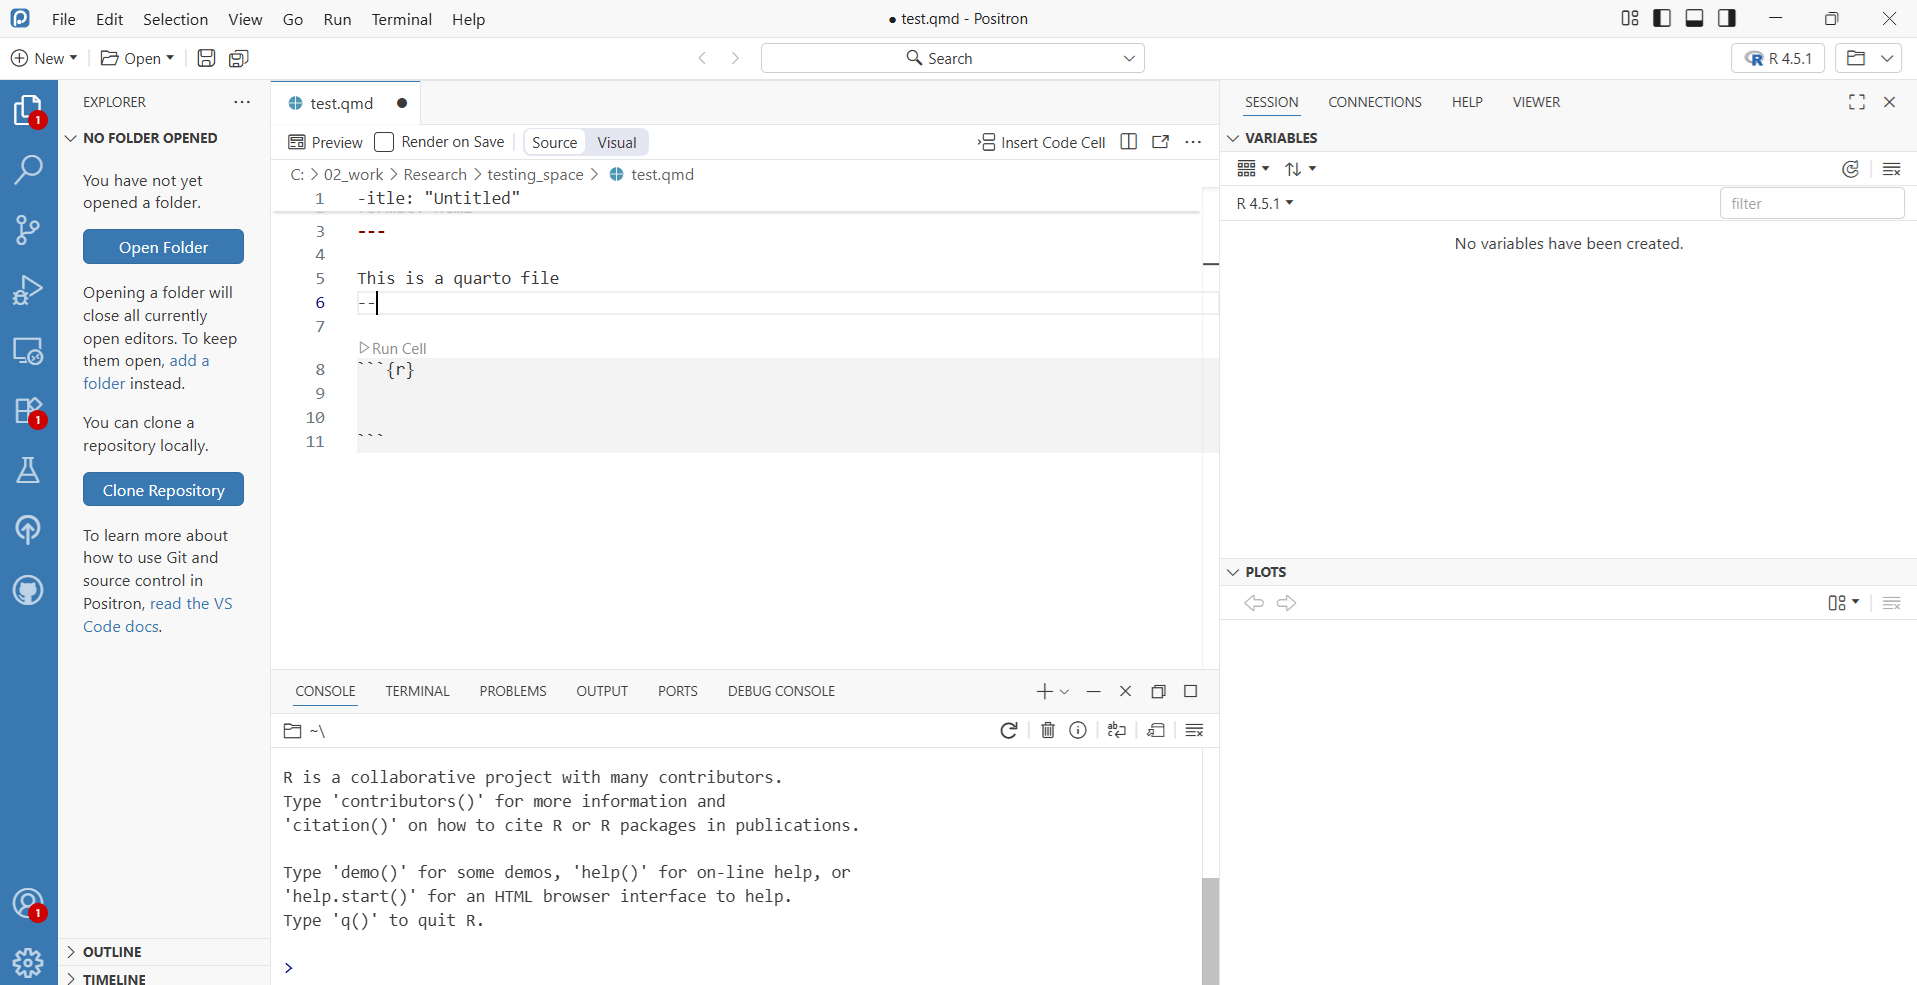 File Edit Selection View Go Run Terminal Help
● test.qmd - Positron
New Open Search R 4.5.1
EXPLORER
1
NO FOLDER OPENED
You have not yet
opened a folder.
Open Folder
Opening a folder will
close all currently
open editors. To keep
them open, add a
folder instead.
1
You can clone a
repository locally.
Clone Repository
To learn more about
how to use Git and
source control in
Positron, read the VS
Code docs.
1
OUTLINE
TIMELINE
test.qmd
Preview Render on Save Source Visual Insert Code Cell
C: > 02_work > Research > testing_space > test.qmd
1 -itle: "Untitled"
3 ---
4
5 This is a quarto file
6 --
7
Run Cell
8 ```{r}
9
10
11 ```
CONSOLE TERMINAL PROBLEMS OUTPUT PORTS DEBUG CONSOLE
~\
R is a collaborative project with many contributors.
Type 'contributors()' for more information and
'citation()' on how to cite R or R packages in publications.
Type 'demo()' for some demos, 'help()' for on-line help, or
'help.start()' for an HTML browser interface to help.
Type 'q()' to quit R.
>
SESSION CONNECTIONS HELP VIEWER
VARIABLES
R 4.5.1 filter
No variables have been created.
PLOTS